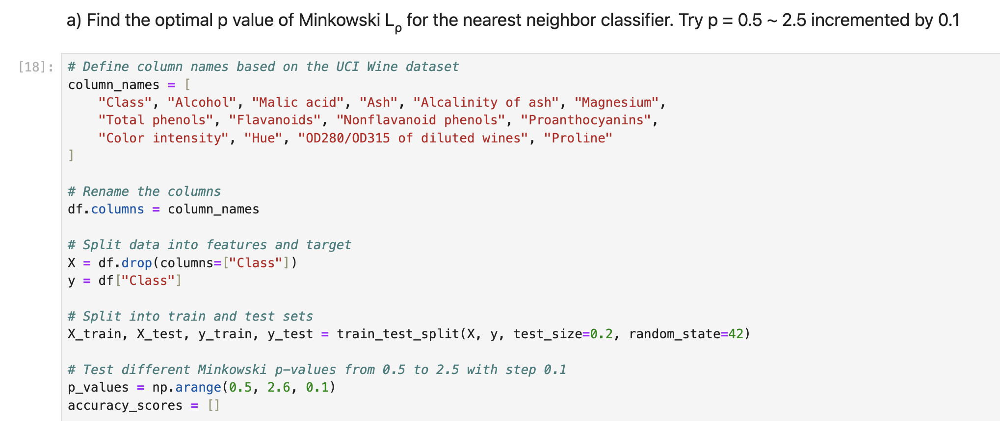 a) Find the optimal p value of Minkowski Lₚ for the nearest neighbor classifier. Try p = 0.5 ~ 2.5 incremented by 0.1
[18]:
# Define column names based on the UCI Wine dataset
column_names = [
    "Class", "Alcohol", "Malic acid", "Ash", "Alcalinity of ash", "Magnesium",
    "Total phenols", "Flavanoids", "Nonflavanoid phenols", "Proanthocyanins",
    "Color intensity", "Hue", "OD280/OD315 of diluted wines", "Proline"
]
# Rename the columns
df.columns = column_names
# Split data into features and target
X = df.drop(columns=["Class"])
y = df["Class"]
# Split into train and test sets
X_train, X_test, y_train, y_test = train_test_split(X, y, test_size=0.2, random_state=42)
# Test different Minkowski p-values from 0.5 to 2.5 with step 0.1
p_values = np.arange(0.5, 2.6, 0.1)
accuracy_scores = []